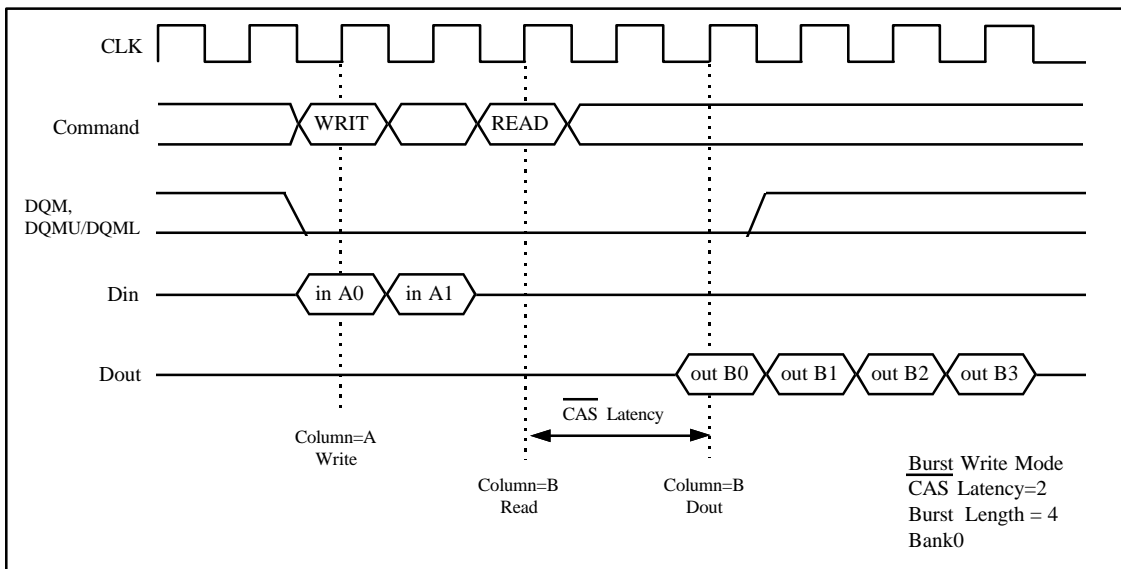 CLK
Command
WRIT
READ
DQM,
DQMU/DQML
Din
in A0
in A1
Dout
out B0
out B1
out B2
out B3
CAS Latency
Column=A
Write
Column=B
Read
Column=B
Dout
Burst Write Mode
CAS Latency=2
Burst Length = 4
Bank0